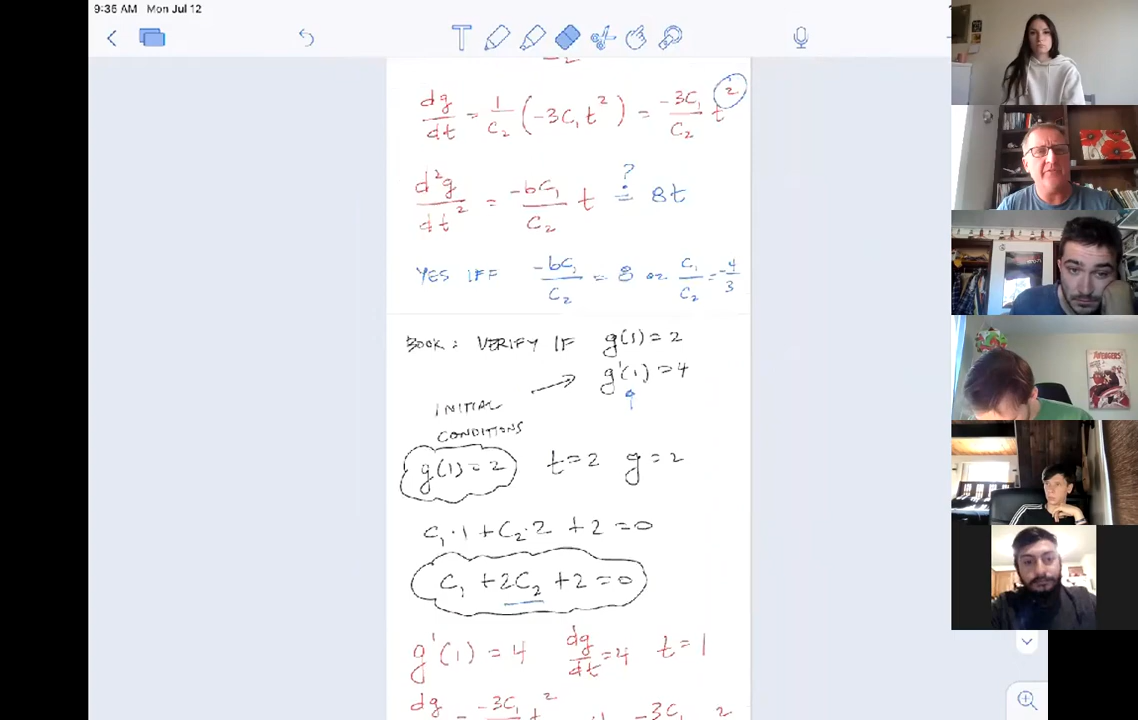 9:36 AM Mon Jul 12
dg/dt = 1/C₂ (-3C₁t²) = -3C₁/C₂ t²
d²g/dt² = -6C₁/C₂ t ≟ 8t
YES IFF -6C₁/C₂ = 8 or C₁/C₂ = -4/3
BOOK: VERIFY IF g(1) = 2
g'(1) = 4
INITIAL
CONDITIONS
g(1) = 2 t = 2 g = 2
C₁·1 + C₂·2 + 2 = 0
C₁ + 2C₂ + 2 = 0
g'(1) = 4 dg/dt = 4 t = 1